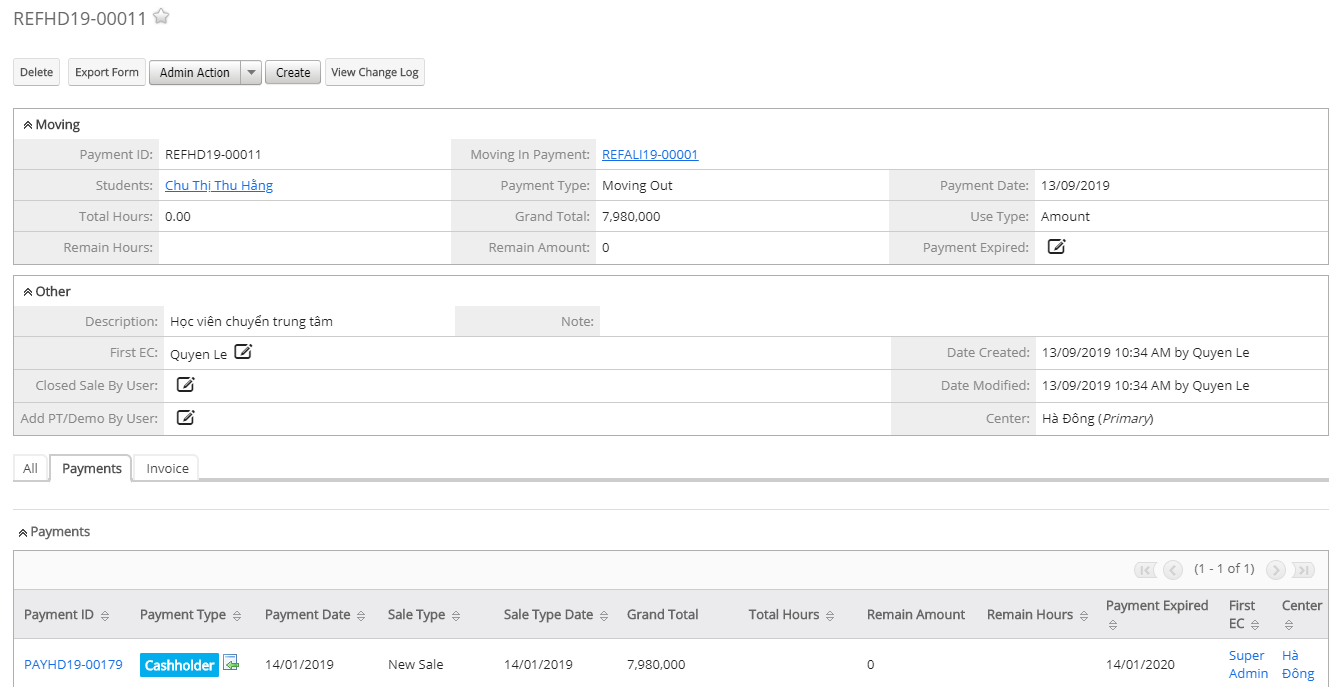 REFHD19-00011
Delete Export Form Admin Action Create View Change Log
Moving
Payment ID: REFHD19-00011 Moving In Payment: REFALI19-00001
Students: Chu Thị Thu Hằng Payment Type: Moving Out Payment Date: 13/09/2019
Total Hours: 0.00 Grand Total: 7,980,000 Use Type: Amount
Remain Hours: Remain Amount: 0 Payment Expired:
Other
Description: Học viên chuyển trung tâm Note:
First EC: Quyen Le Date Created: 13/09/2019 10:34 AM by Quyen Le
Closed Sale By User: Date Modified: 13/09/2019 10:34 AM by Quyen Le
Add PT/Demo By User: Center: Hà Đông (Primary)
All Payments Invoice
Payments
(1 - 1 of 1)
Payment ID Payment Type Payment Date Sale Type Sale Type Date Grand Total Total Hours Remain Amount Remain Hours Payment Expired First EC Center
PAYHD19-00179 Cashholder 14/01/2019 New Sale 14/01/2019 7,980,000 0 14/01/2020 Super Admin Hà Đông